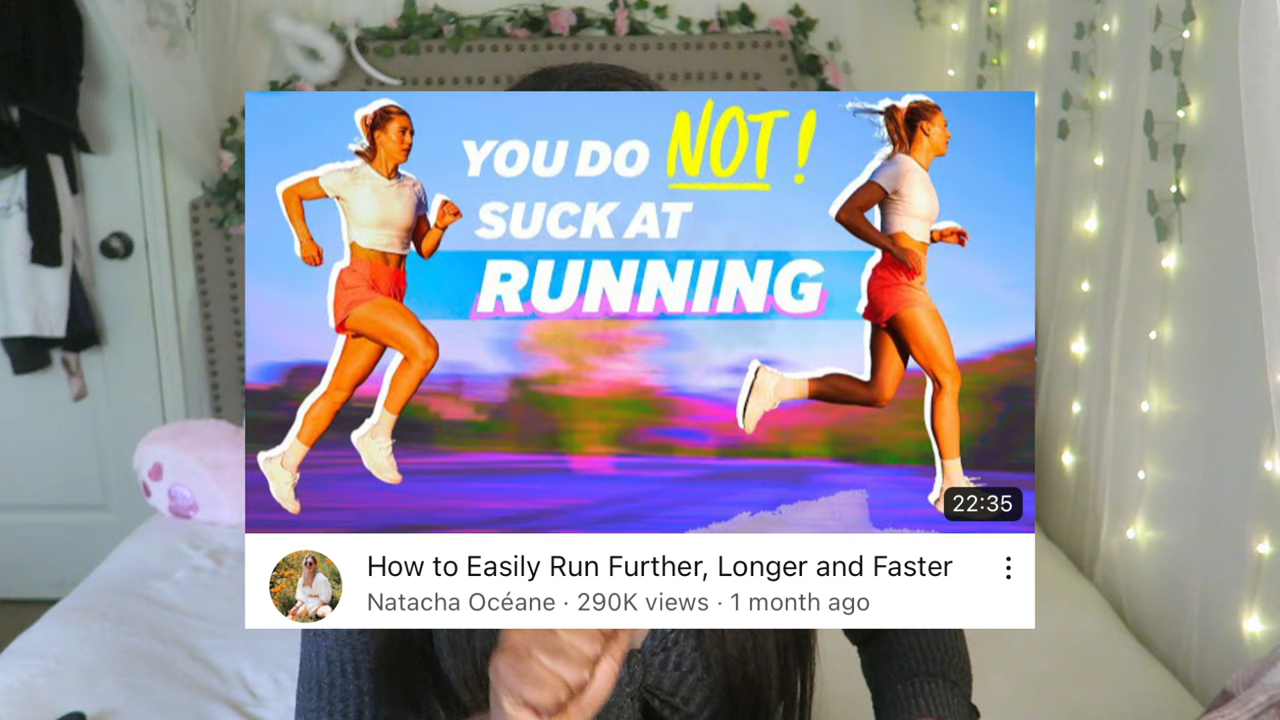 YOU DO NOT!
SUCK AT
RUNNING
22:35
How to Easily Run Further, Longer and Faster
Natacha Océane · 290K views · 1 month ago